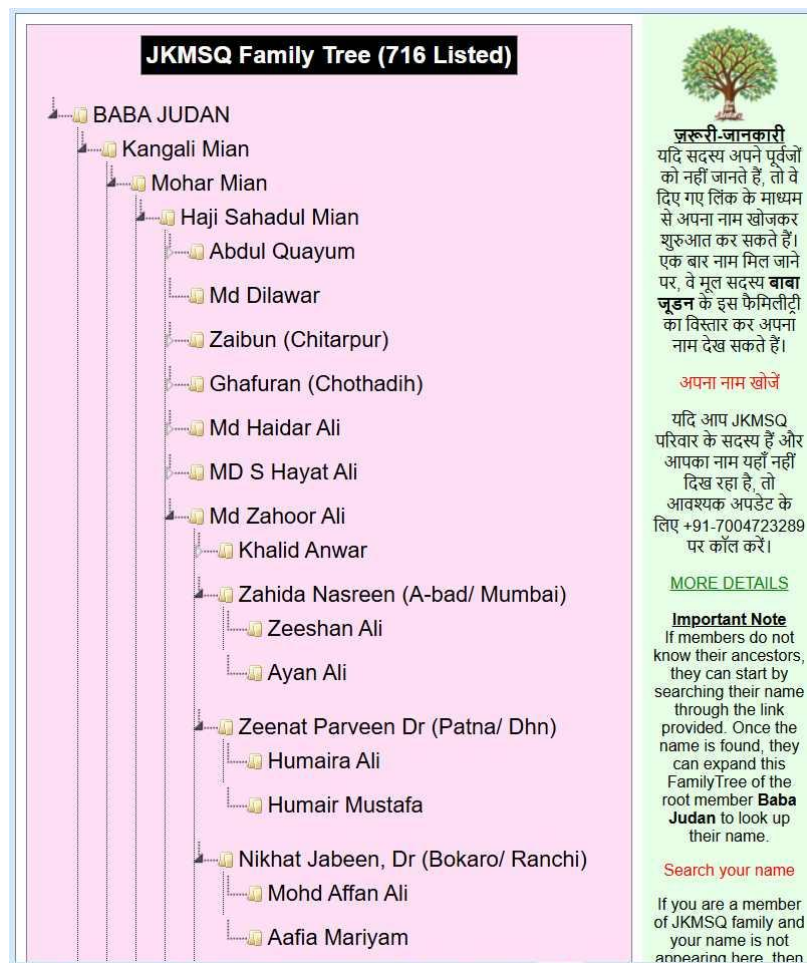 JKMSQ Family Tree (716 Listed)
BABA JUDAN
Kangali Mian
Mohar Mian
Haji Sahadul Mian
Abdul Quayum
Md Dilawar
Zaibun (Chitarpur)
Ghafuran (Chothadih)
Md Haidar Ali
MD S Hayat Ali
Md Zahoor Ali
Khalid Anwar
Zahida Nasreen (A-bad/ Mumbai)
Zeeshan Ali
Ayan Ali
Zeenat Parveen Dr (Patna/ Dhn)
Humaira Ali
Humair Mustafa
Nikhat Jabeen, Dr (Bokaro/ Ranchi)
Mohd Affan Ali
Aafia Mariyam
ज़रूरी-जानकारी
यदि सदस्य अपने पूर्वजों
को नहीं जानते हैं, तो वे
दिए गए लिंक के माध्यम
से अपना नाम खोजकर
शुरुआत कर सकते हैं।
एक बार नाम मिल जाने
पर, वे मूल सदस्य बाबा
जूडन के इस फैमिलीट्री
का विस्तार कर अपना
नाम देख सकते हैं।
अपना नाम खोजें
यदि आप JKMSQ
परिवार के सदस्य हैं और
आपका नाम यहाँ नहीं
दिख रहा है, तो
आवश्यक अपडेट के
लिए +91-7004723289
पर कॉल करें।
MORE DETAILS
Important Note
If members do not
know their ancestors,
they can start by
searching their name
through the link
provided. Once the
name is found, they
can expand this
FamilyTree of the
root member Baba
Judan to look up
their name.
Search your name
If you are a member
of JKMSQ family and
your name is not
appearing here, then